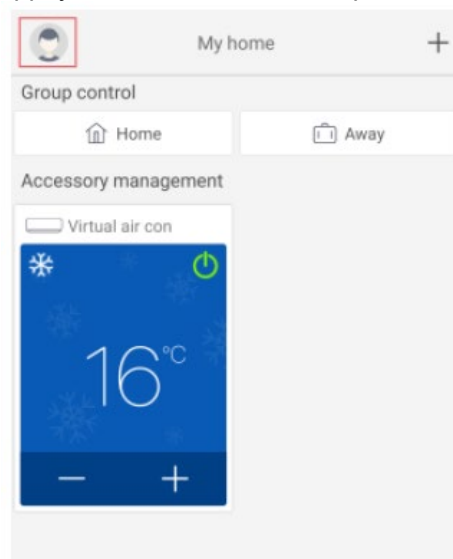 My home +
Group control
Home Away
Accessory management
Virtual air con
16°C
− +